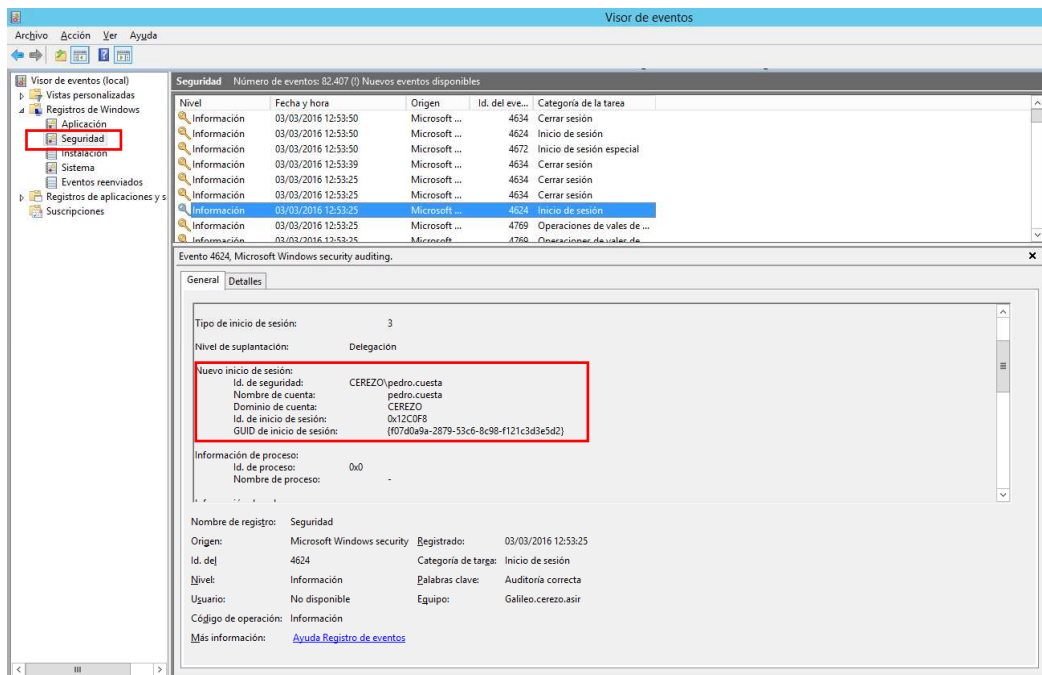 Visor de eventos
Archivo Acción Ver Ayuda
Visor de eventos (local)
Vistas personalizadas
Registros de Windows
Aplicación
Seguridad
Instalación
Sistema
Eventos reenviados
Registros de aplicaciones y s
Suscripciones
Seguridad Número de eventos: 82.407 (!) Nuevos eventos disponibles
Nivel Fecha y hora Origen Id. del eve... Categoría de la tarea
Información 03/03/2016 12:53:50 Microsoft ... 4634 Cerrar sesión
Información 03/03/2016 12:53:50 Microsoft ... 4624 Inicio de sesión
Información 03/03/2016 12:53:50 Microsoft ... 4672 Inicio de sesión especial
Información 03/03/2016 12:53:39 Microsoft ... 4634 Cerrar sesión
Información 03/03/2016 12:53:25 Microsoft ... 4634 Cerrar sesión
Información 03/03/2016 12:53:25 Microsoft ... 4634 Cerrar sesión
Información 03/03/2016 12:53:25 Microsoft ... 4624 Inicio de sesión
Información 03/03/2016 12:53:25 Microsoft ... 4769 Operaciones de vales de ...
Información 03/03/2016 12:53:25 Microsoft 4769 Operaciones de vales de
Evento 4624, Microsoft Windows security auditing.
General Detalles
Tipo de inicio de sesión: 3
Nivel de suplantación: Delegación
Nuevo inicio de sesión:
Id. de seguridad: CEREZO\pedro.cuesta
Nombre de cuenta: pedro.cuesta
Dominio de cuenta: CEREZO
Id. de inicio de sesión: 0x12C0F8
GUID de inicio de sesión: {f07d0a9a-2879-53c6-8c98-f121c3d3e5d2}
Información de proceso:
Id. de proceso: 0x0
Nombre de proceso: -
Nombre de registro: Seguridad
Origen: Microsoft Windows security Registrado: 03/03/2016 12:53:25
Id. del 4624 Categoría de tarea: Inicio de sesión
Nivel: Información Palabras clave: Auditoría correcta
Usuario: No disponible Equipo: Galileo.cerezo.asir
Código de operación: Información
Más información: Ayuda Registro de eventos